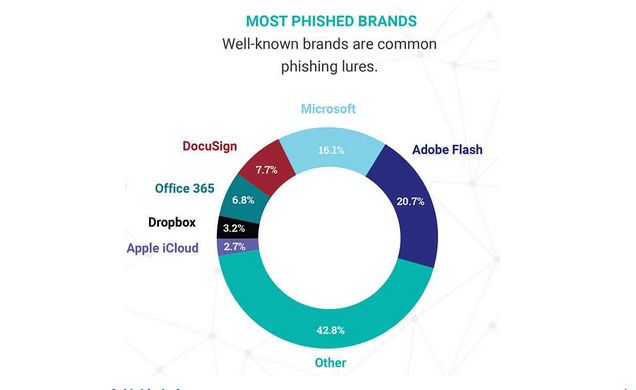 MOST PHISHED BRANDS
Well-known brands are common
phishing lures.
Microsoft
DocuSign
Adobe Flash
16.1%
7.7%
Office 365
6.8%
20.7%
Dropbox
3.2%
Apple iCloud
2.7%
42.8%
Other